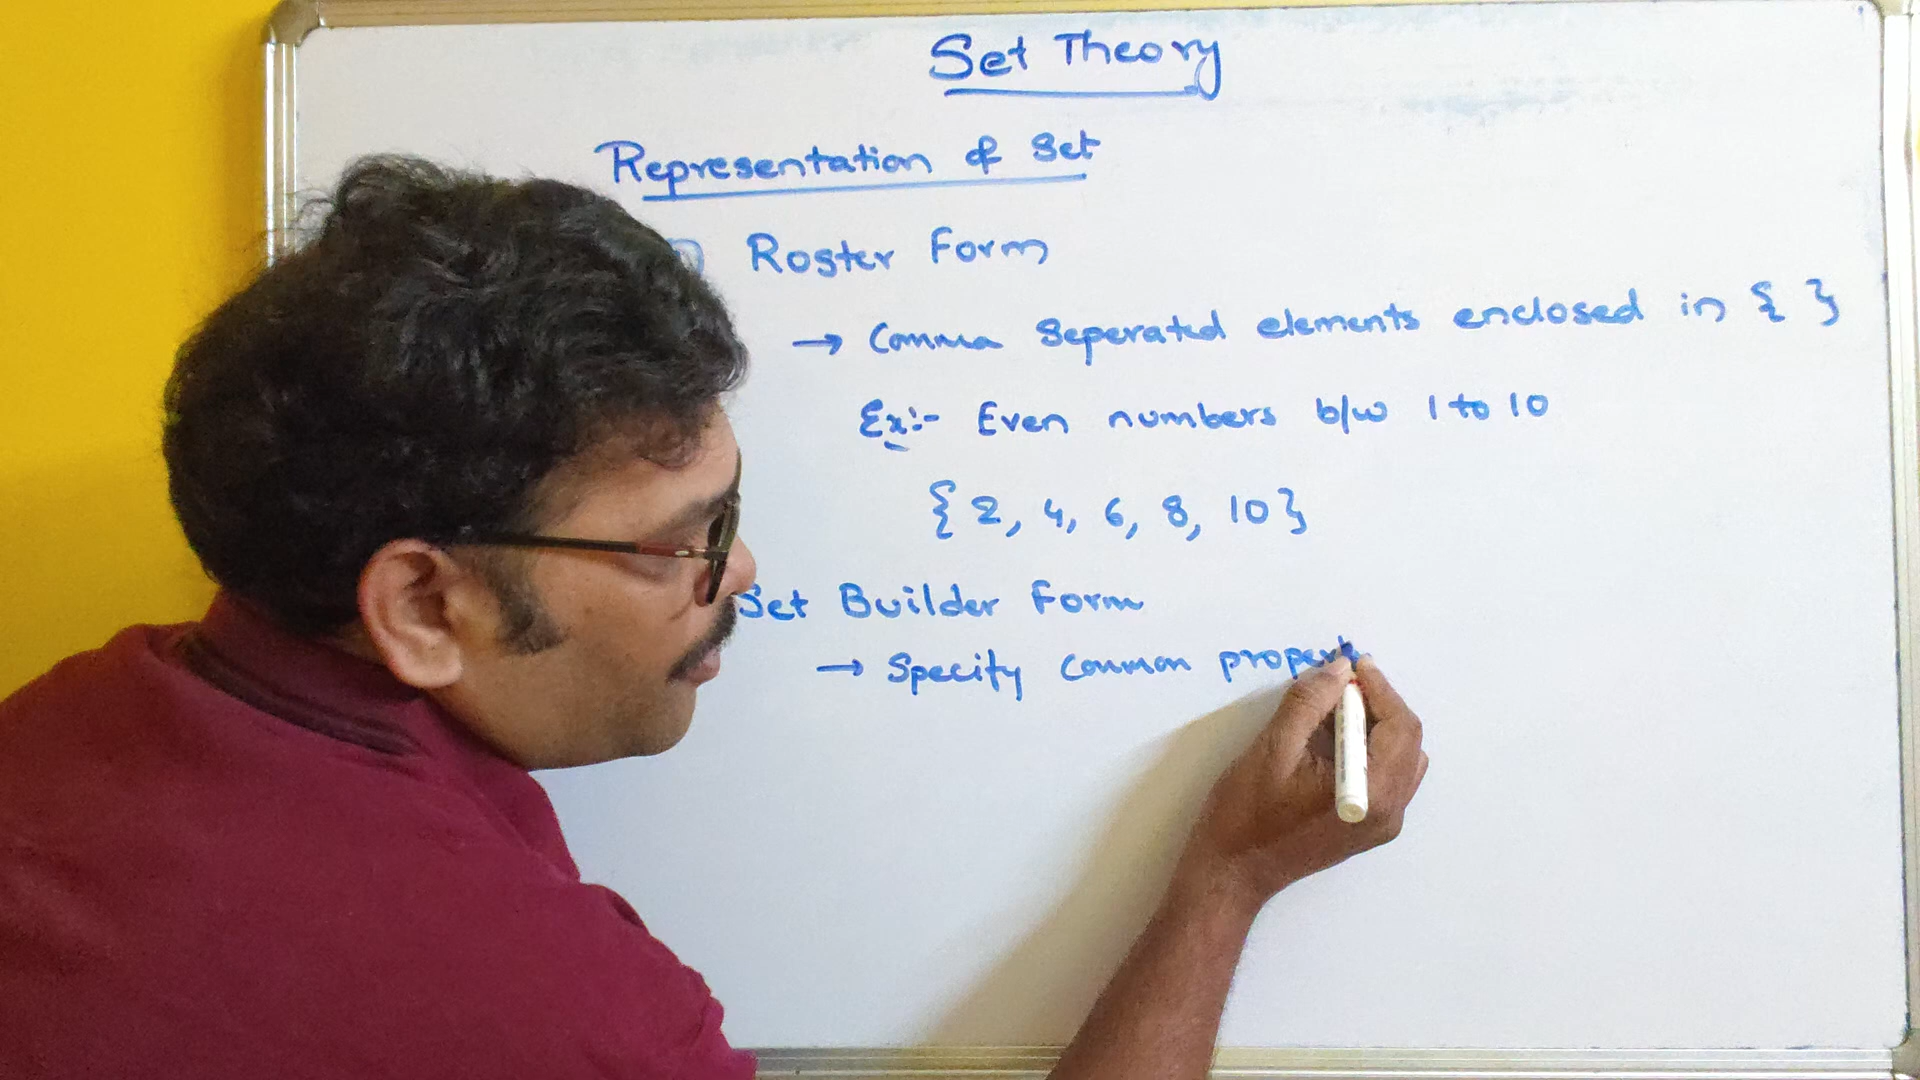 Set Theory
Representation of Set
Roster Form
→ Comma Seperated elements enclosed in { }
Ex:- Even numbers b/w 1 to 10
{ 2, 4, 6, 8, 10 }
Set Builder Form
→ Specify Common propert